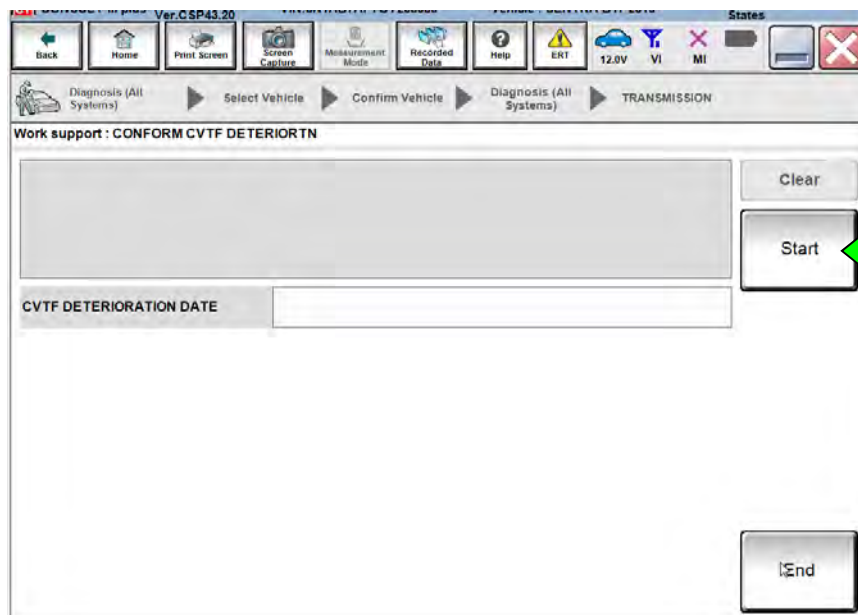 Ver.CSP43.20 States
Back
Home
Print Screen
Screen Capture
Measurement Mode
Recorded Data
Help
ERT
12.0V
VI
MI
Diagnosis (All Systems)
Select Vehicle
Confirm Vehicle
Diagnosis (All Systems)
TRANSMISSION
Work support : CONFORM CVTF DETERIORTN
Clear
Start
CVTF DETERIORATION DATE
End